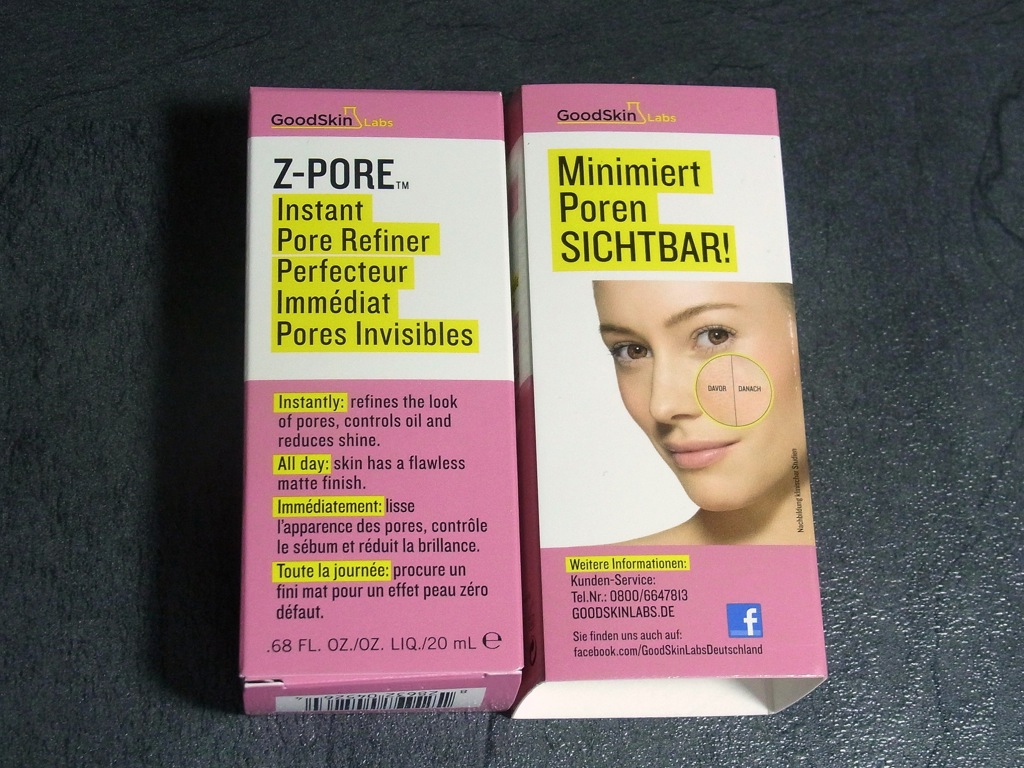 GoodSkin Labs
Z-PORE™
Instant
Pore Refiner
Perfecteur
Immédiat
Pores Invisibles
Instantly: refines the look
of pores, controls oil and
reduces shine.
All day: skin has a flawless
matte finish.
Immédiatement: lisse
l'apparence des pores, contrôle
le sébum et réduit la brillance.
Toute la journée: procure un
fini mat pour un effet peau zéro
défaut.
.68 FL. OZ./OZ. LIQ./20 mL ℮
GoodSkin Labs
Minimiert
Poren
SICHTBAR!
DAVOR DANACH
Nachbildung klinischer Studien
Weitere Informationen:
Kunden-Service:
Tel.Nr.: 0800/6647813
GOODSKINLABS.DE
f
Sie finden uns auch auf:
facebook.com/GoodSkinLabsDeutschland